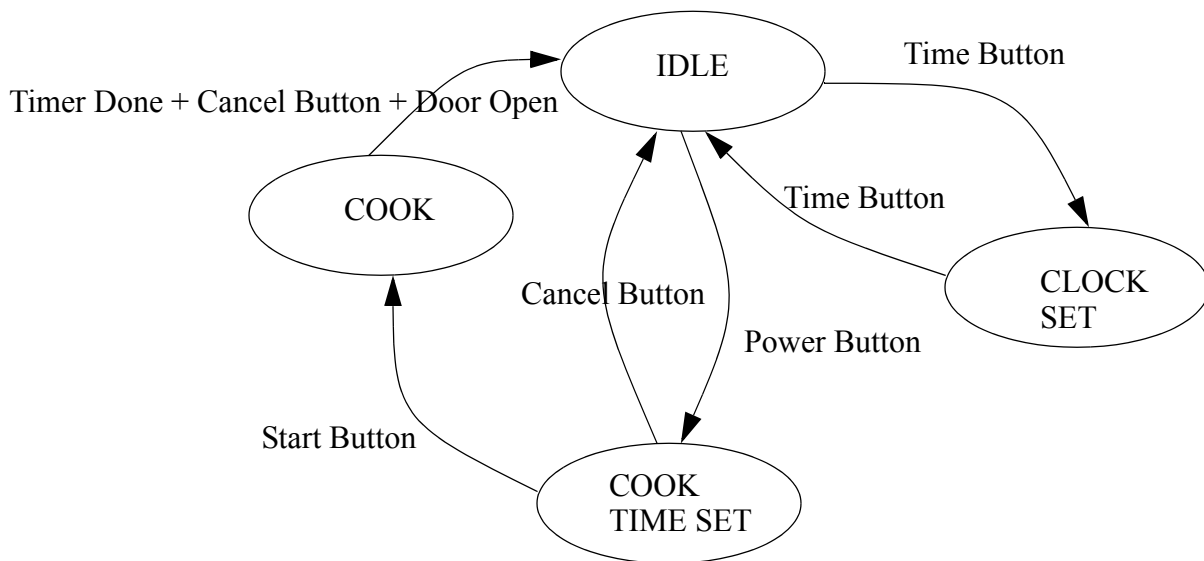 IDLE
Time Button
Timer Done + Cancel Button + Door Open
COOK
Time Button
CLOCK
SET
Cancel Button
Power Button
Start Button
COOK
TIME SET